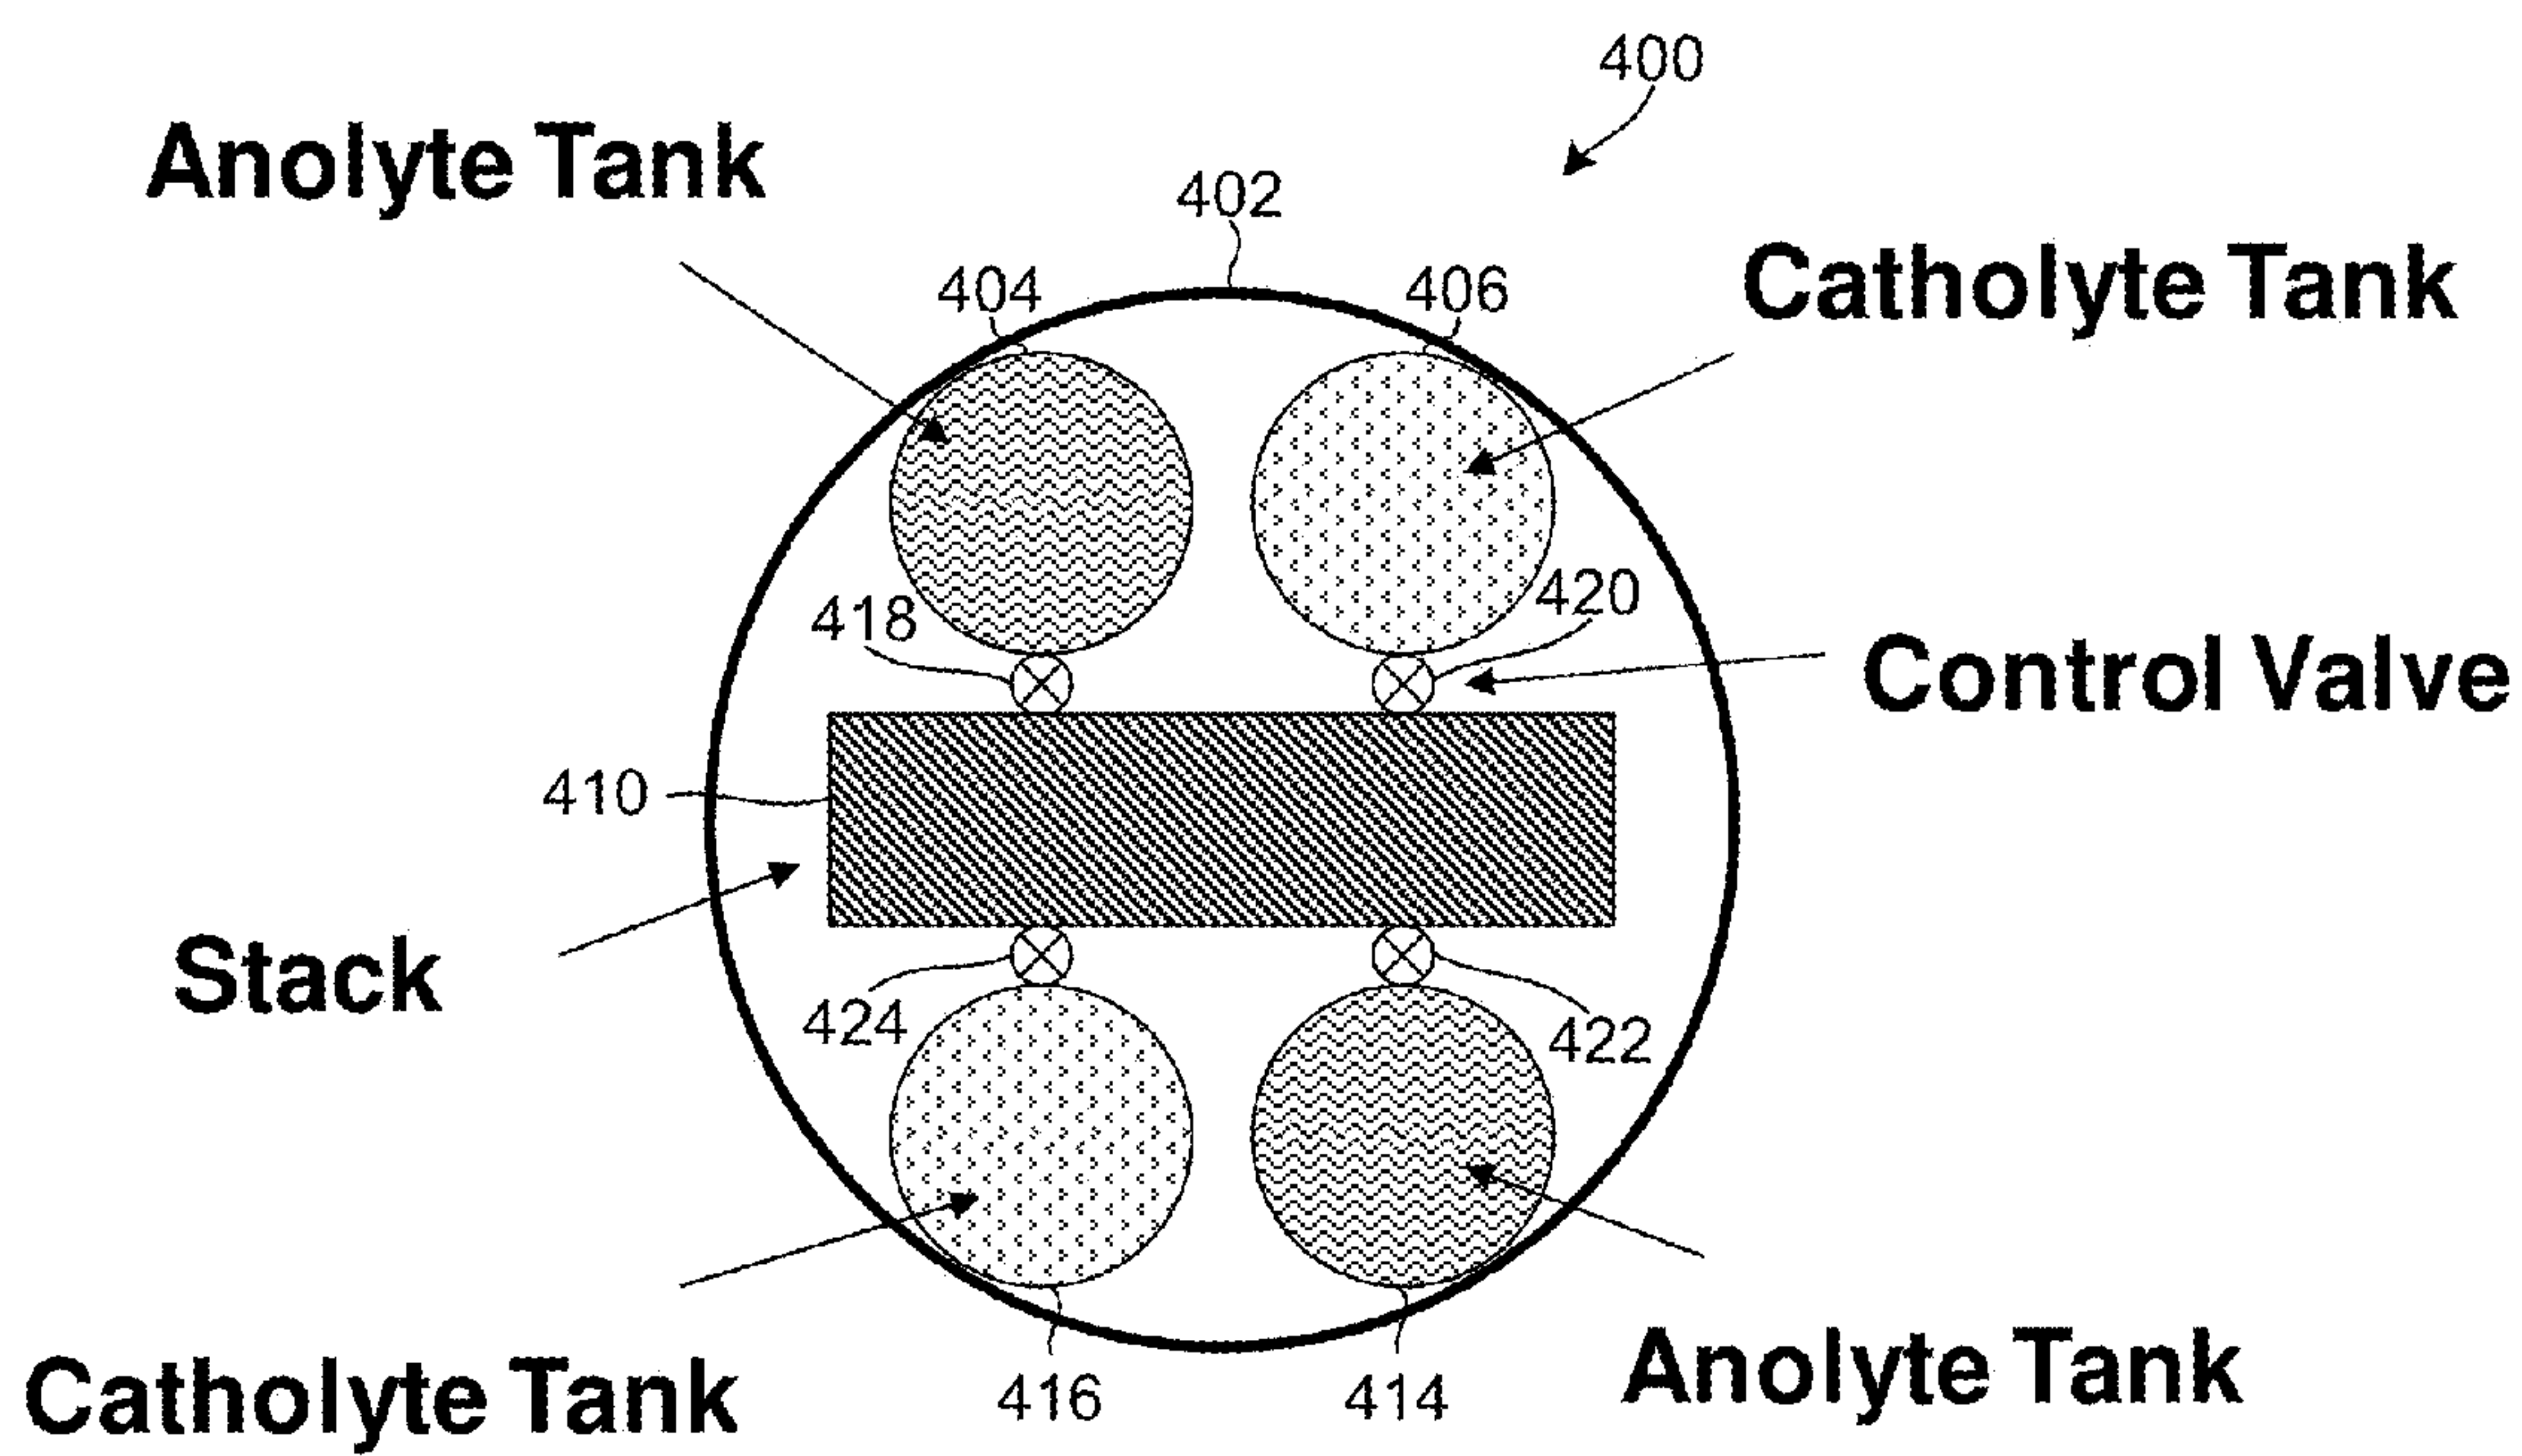 400
Anolyte Tank
402
Catholyte Tank
404
406
420
418
Control Valve
410
Stack
424
422
Anolyte Tank
Catholyte Tank
416
414